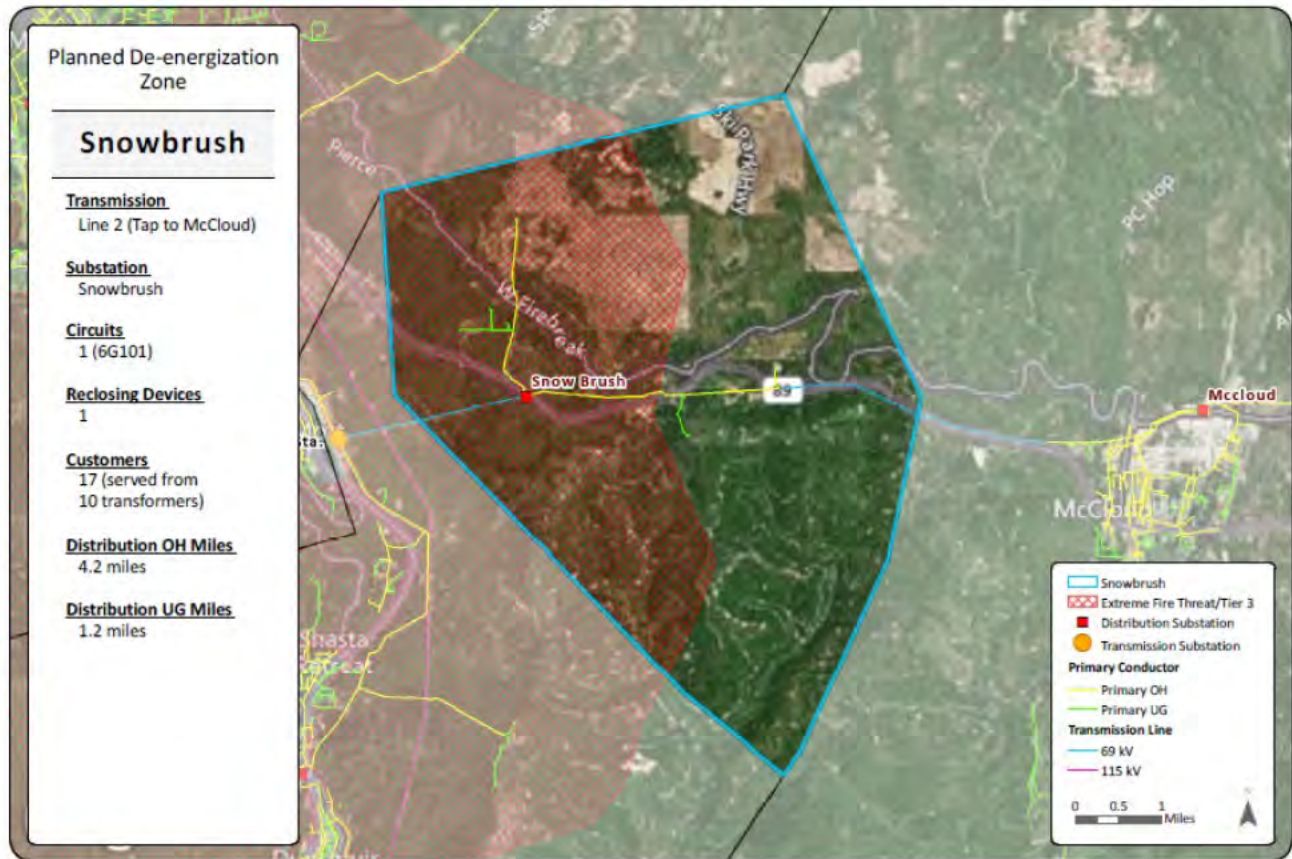 Planned De-energization
Zone
Snowbrush
Transmission
Line 2 (Tap to McCloud)
Substation
Snowbrush
Circuits
1 (6G101)
Reclosing Devices
1
Customers
17 (served from
10 transformers)
Distribution OH Miles
4.2 miles
Distribution UG Miles
1.2 miles
Pierce
Ski Park Hwy
PC Hop
W Firebreak
Snow Brush
89
Mccloud
McCloud
Shasta
Retreat
Snowbrush
Extreme Fire Threat/Tier 3
Distribution Substation
Transmission Substation
Primary Conductor
Primary OH
Primary UG
Transmission Line
69 kV
115 kV
0 0.5 1
Miles